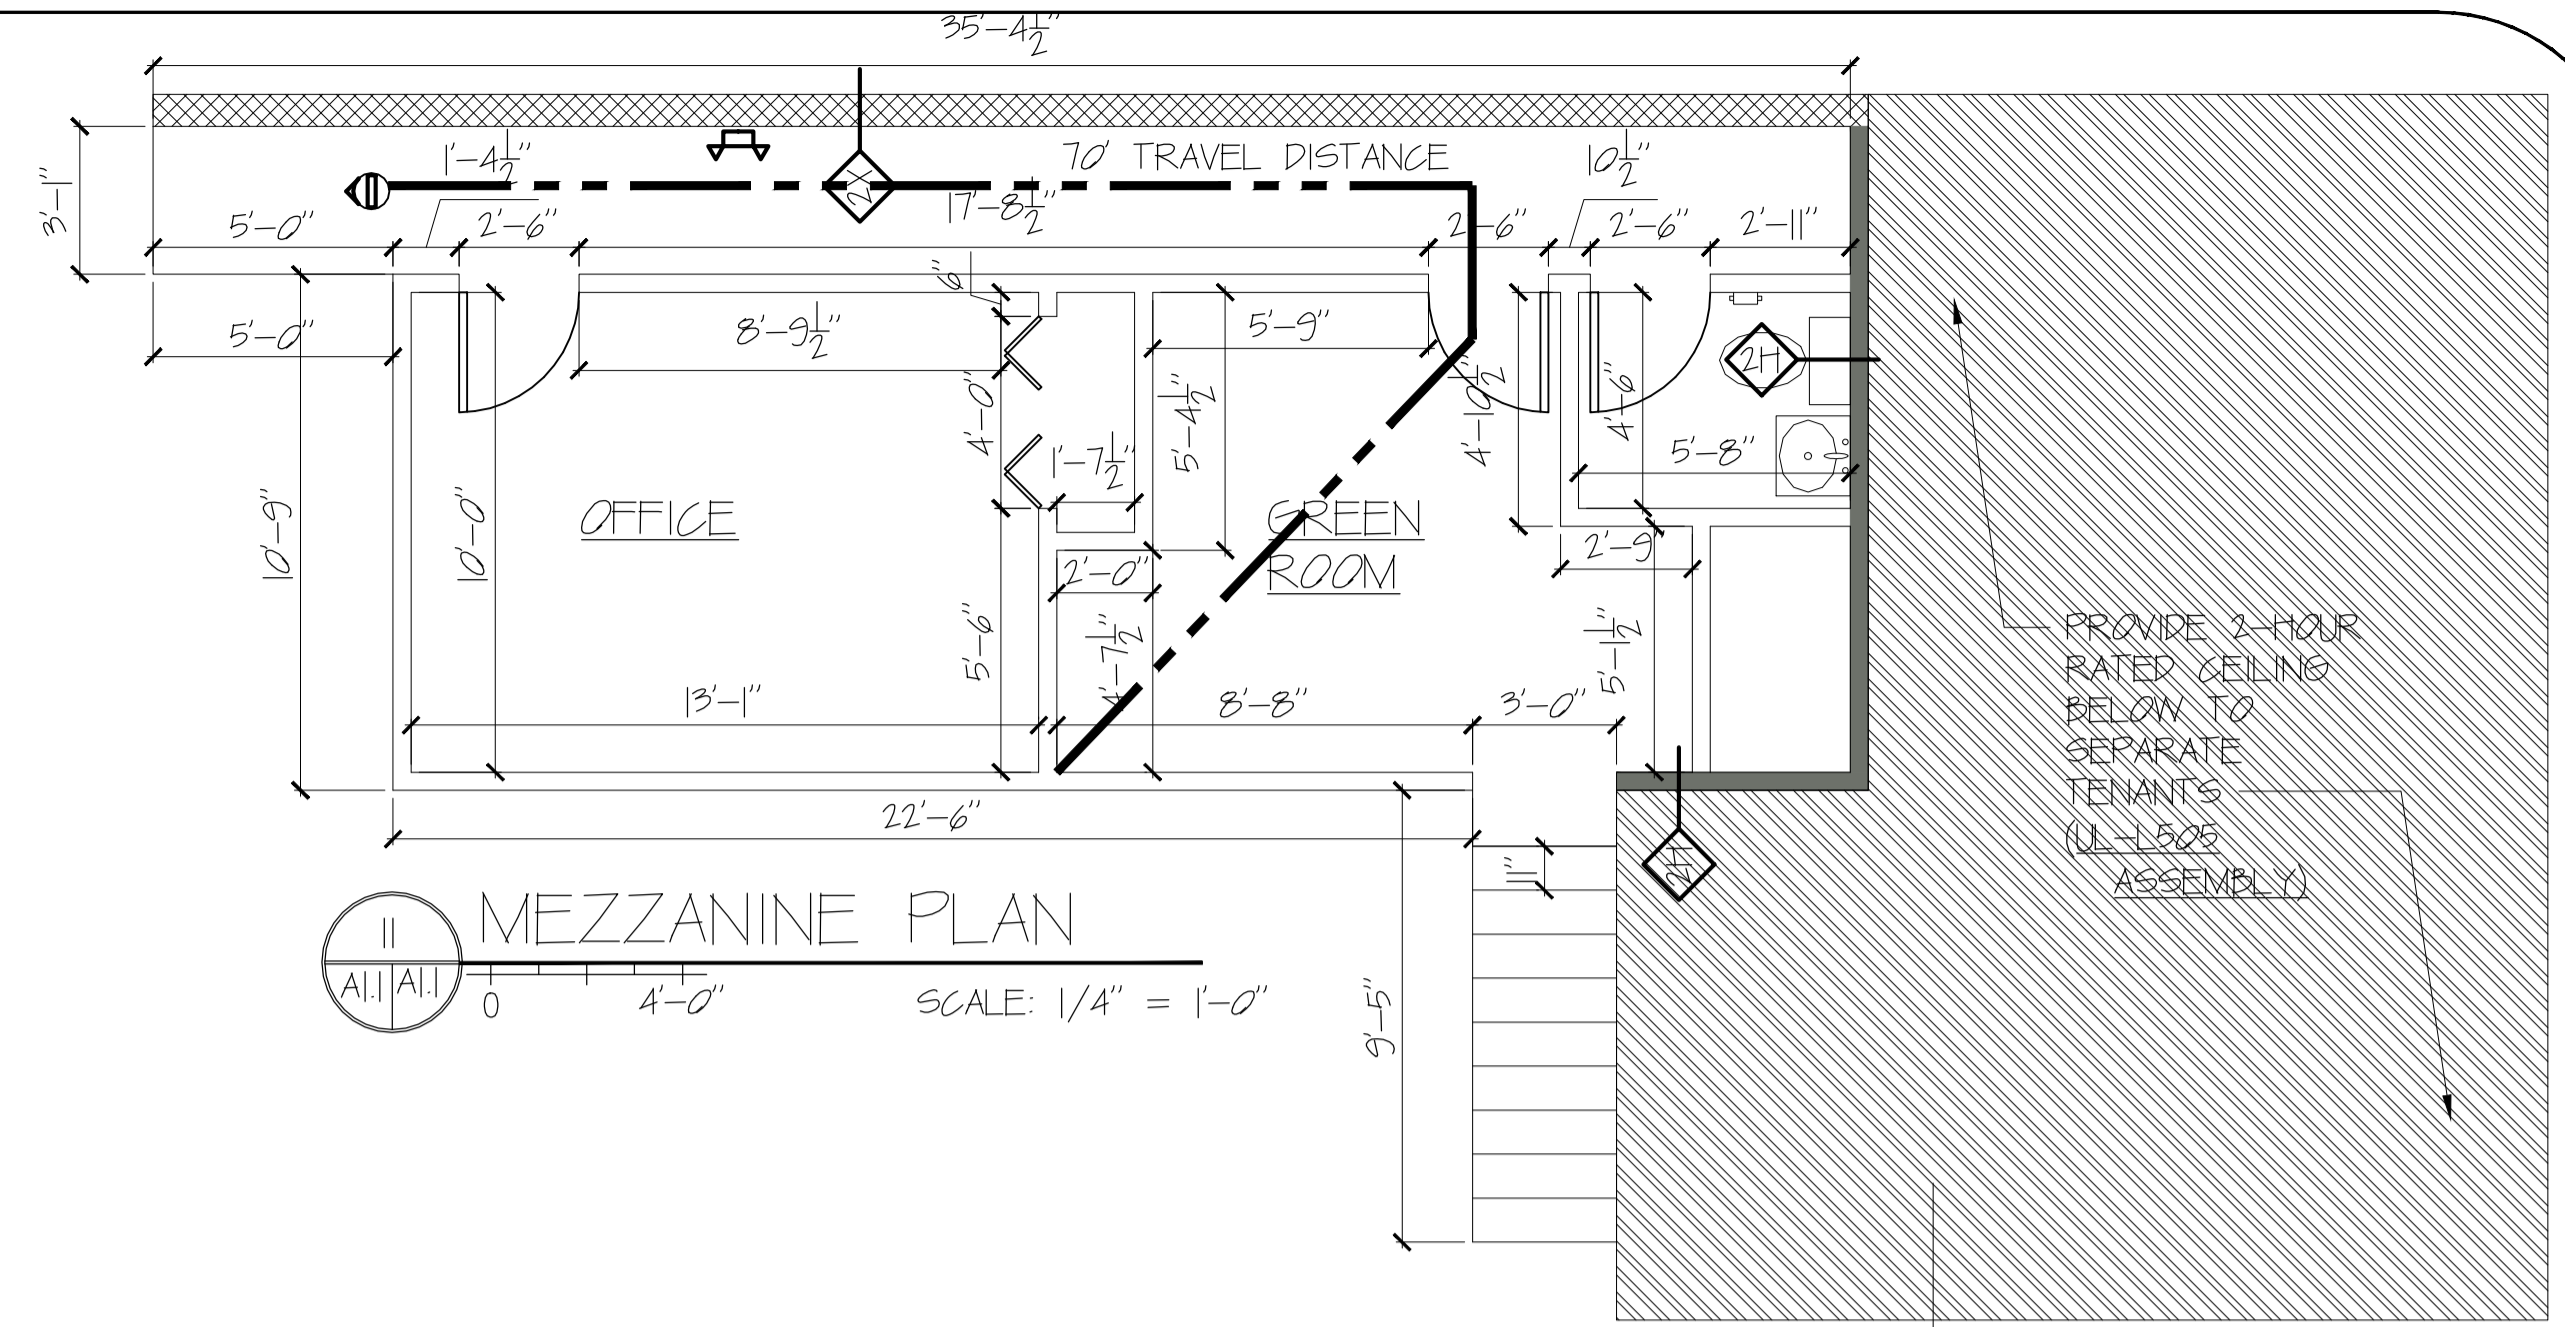 35'-4½"
1'-4½"
70' TRAVEL DISTANCE
10½"
2X
3'-1"
17'-8½"
5'-0"
2'-6"
2'-6"
2'-6"
2'-11"
6"
5'-0"
8'-9½"
5'-9"
2H
4'-0"
5'-4½"
4'-10½"
4'-6"
1'-7½"
5'-8"
10'-9"
10'-0"
OFFICE
GREEN
ROOM
2'-9"
2'-0"
5'-6"
4'-7½"
5'-1½"
13'-1"
8'-8"
3'-0"
PROVIDE 2-HOUR
RATED CEILING
BELOW TO
SEPARATE
TENANTS
(UL-L505
ASSEMBLY)
22'-6"
11"
2H
11
A1.1 A1.1
MEZZANINE PLAN
0 4'-0" SCALE: 1/4" = 1'-0"
9'-5"